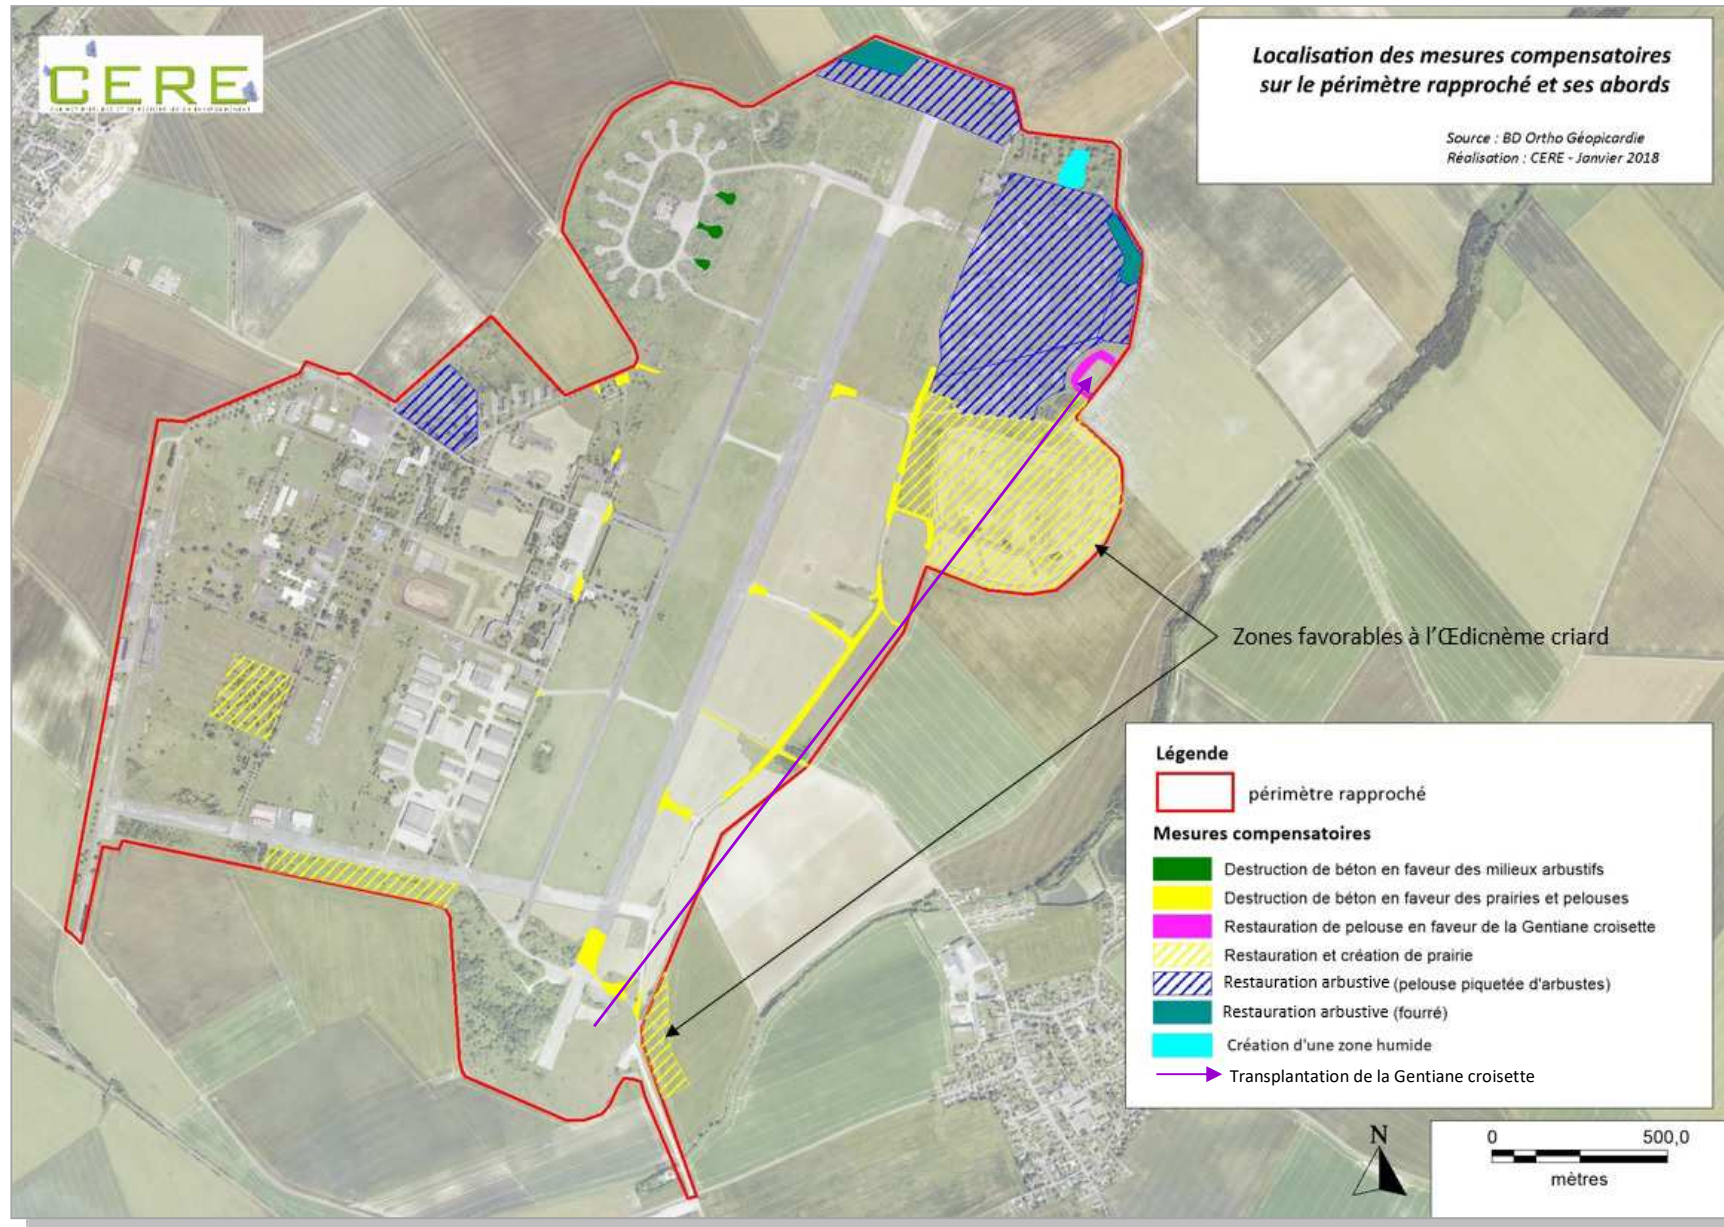 CERE
Localisation des mesures compensatoires
sur le périmètre rapproché et ses abords
Source : BD Ortho Géopicardie
Réalisation : CERE - Janvier 2018
Zones favorables à l'Œdicnème criard
Légende
périmètre rapproché
Mesures compensatoires
Destruction de béton en faveur des milieux arbustifs
Destruction de béton en faveur des prairies et pelouses
Restauration de pelouse en faveur de la Gentiane croisette
Restauration et création de prairie
Restauration arbustive (pelouse piquetée d'arbustes)
Restauration arbustive (fourré)
Création d'une zone humide
Transplantation de la Gentiane croisette
N
0 500,0
mètres